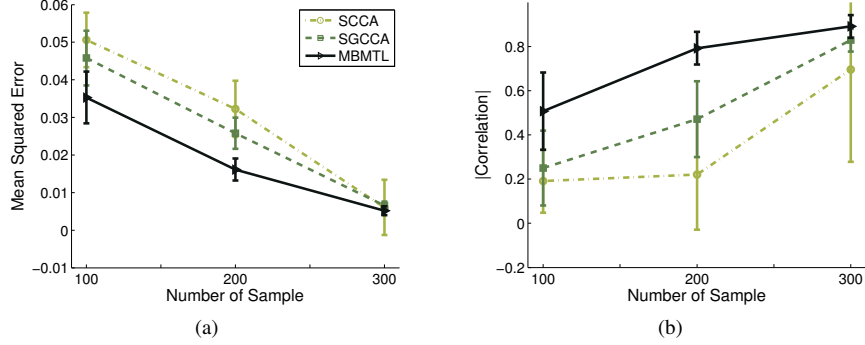 SCCA
SGCCA
MBMTL
Mean Squared Error
0.06
0.05
0.04
0.03
0.02
0.01
0
−0.01
100
200
300
Number of Sample
(a)
|Correlation|
0.8
0.6
0.4
0.2
0
−0.2
100
200
300
Number of Sample
(b)